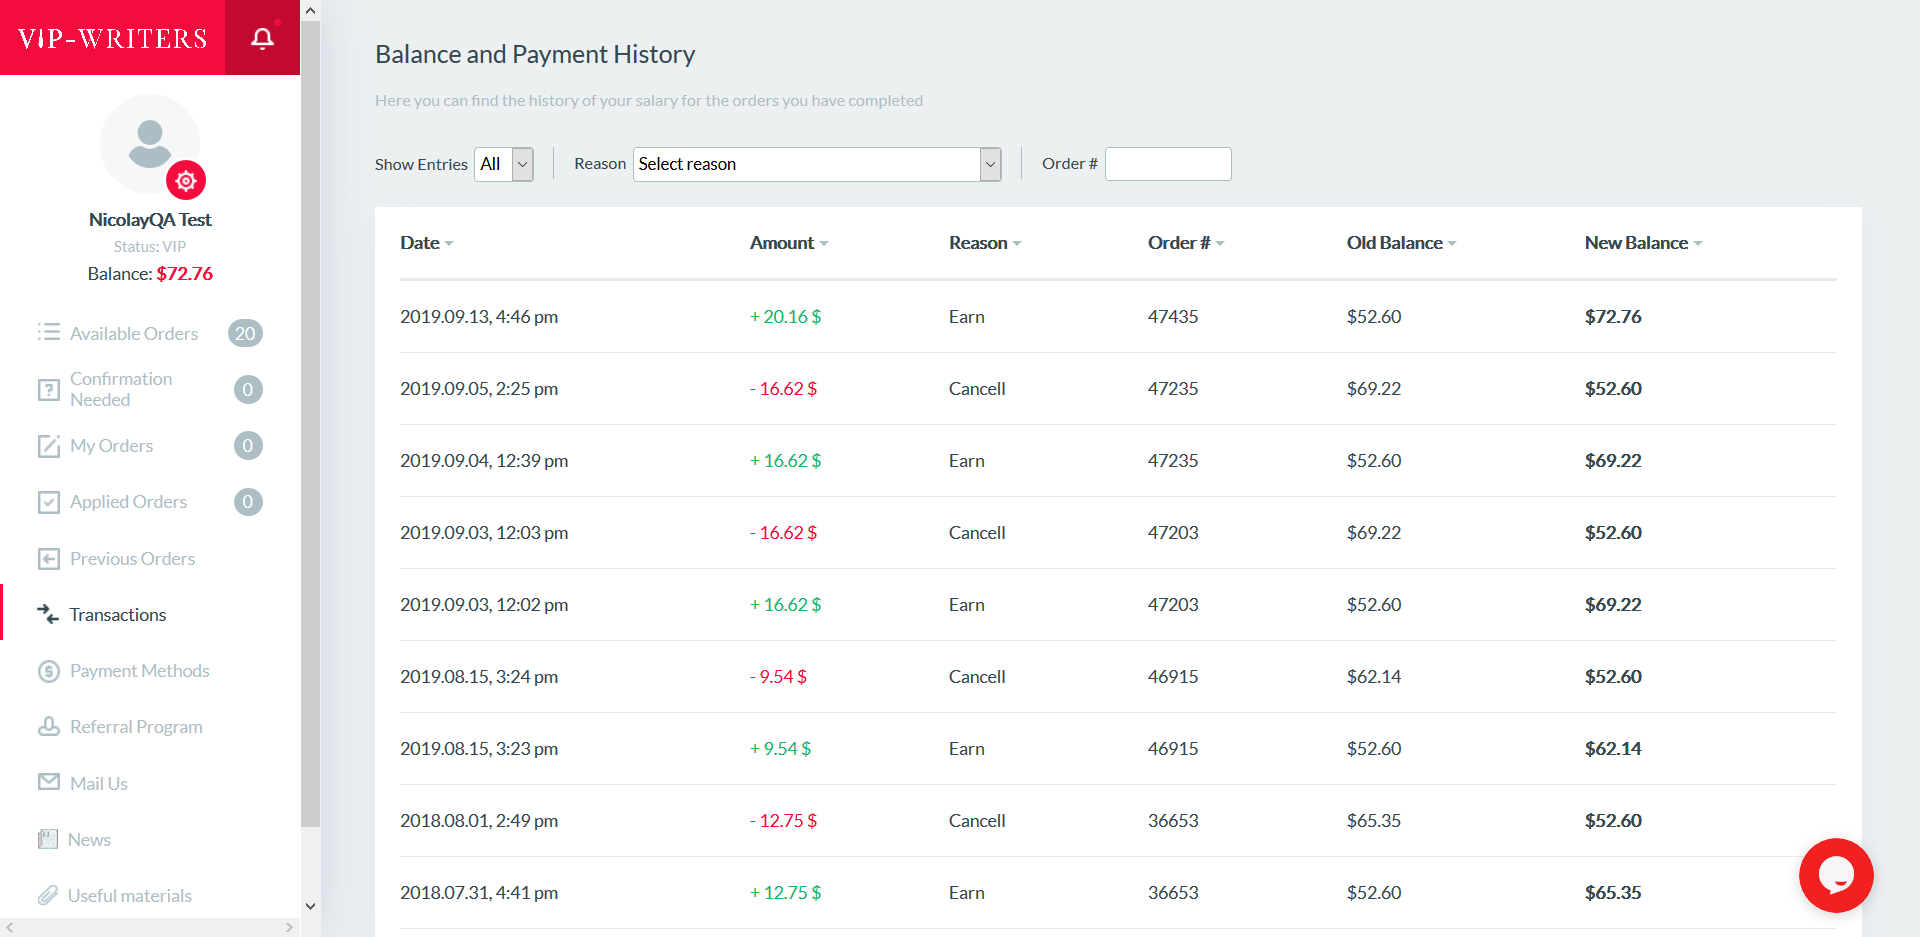 VIP-WRITERS
NicolayQA Test
Status: VIP
Balance: $72.76
Available Orders 20
Confirmation
Needed 0
My Orders 0
Applied Orders 0
Previous Orders
Transactions
Payment Methods
Referral Program
Mail Us
News
Useful materials
Balance and Payment History
Here you can find the history of your salary for the orders you have completed
Show Entries All Reason Select reason Order #
Date Amount Reason Order # Old Balance New Balance
2019.09.13, 4:46 pm + 20.16 $ Earn 47435 $52.60 $72.76
2019.09.05, 2:25 pm - 16.62 $ Cancell 47235 $69.22 $52.60
2019.09.04, 12:39 pm + 16.62 $ Earn 47235 $52.60 $69.22
2019.09.03, 12:03 pm - 16.62 $ Cancell 47203 $69.22 $52.60
2019.09.03, 12:02 pm + 16.62 $ Earn 47203 $52.60 $69.22
2019.08.15, 3:24 pm - 9.54 $ Cancell 46915 $62.14 $52.60
2019.08.15, 3:23 pm + 9.54 $ Earn 46915 $52.60 $62.14
2018.08.01, 2:49 pm - 12.75 $ Cancell 36653 $65.35 $52.60
2018.07.31, 4:41 pm + 12.75 $ Earn 36653 $52.60 $65.35